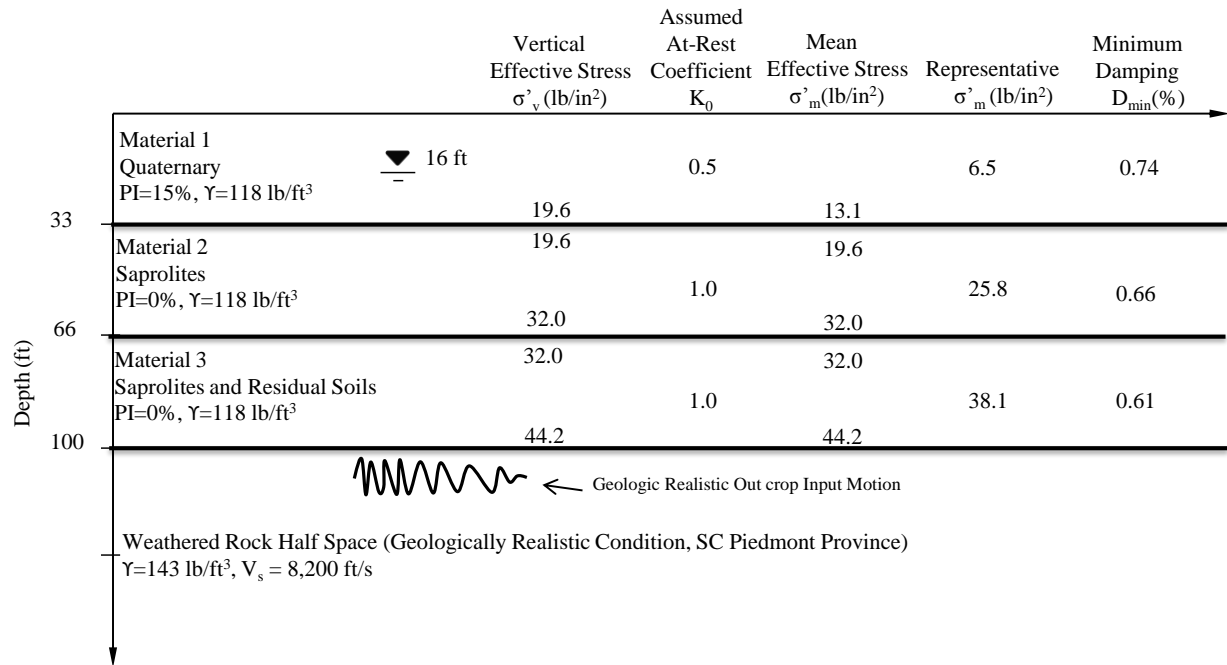 Assumed
Vertical At-Rest Mean Minimum
Effective Stress Coefficient Effective Stress Representative Damping
σ'v (lb/in²) K0 σ'm(lb/in²) σ'm (lb/in²) Dmin(%)
Material 1
Quaternary
PI=15%, ϒ=118 lb/ft³
16 ft
0.5 6.5 0.74
19.6 13.1
33
Material 2
Saprolites
PI=0%, ϒ=118 lb/ft³
19.6 19.6
1.0 25.8 0.66
32.0 32.0
66
Material 3
Saprolites and Residual Soils
PI=0%, ϒ=118 lb/ft³
32.0 32.0
1.0 38.1 0.61
44.2 44.2
100
Depth (ft)
Geologic Realistic Out crop Input Motion
Weathered Rock Half Space (Geologically Realistic Condition, SC Piedmont Province)
ϒ=143 lb/ft³, Vs = 8,200 ft/s